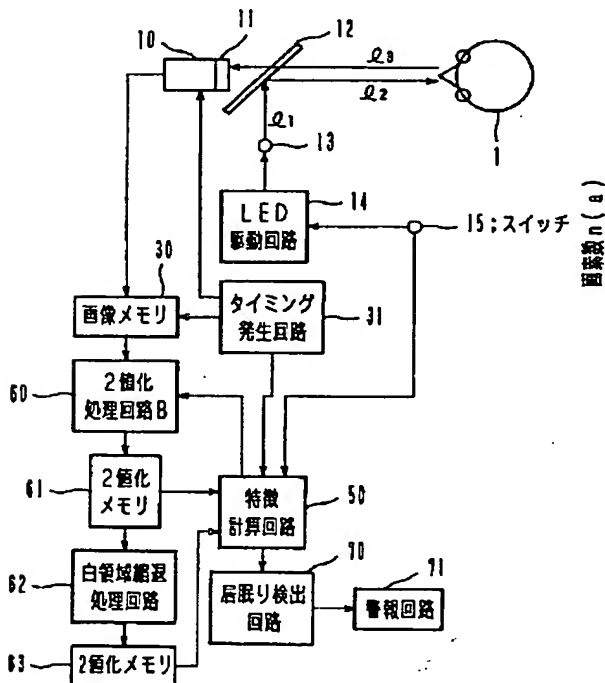 10
11
12
ℓ3
ℓ2
ℓ1
13
1
LED
駆動回路
14
15;スイッチ
画素数n(a)
30
画像メモリ
タイミング
発生回路
31
60
2値化
処理回路B
61
2値化
メモリ
特徴
計算回路
50
62
白領域縮退
処理回路
70
居眠り検出
回路
71
警報回路
63
2値化メモリ